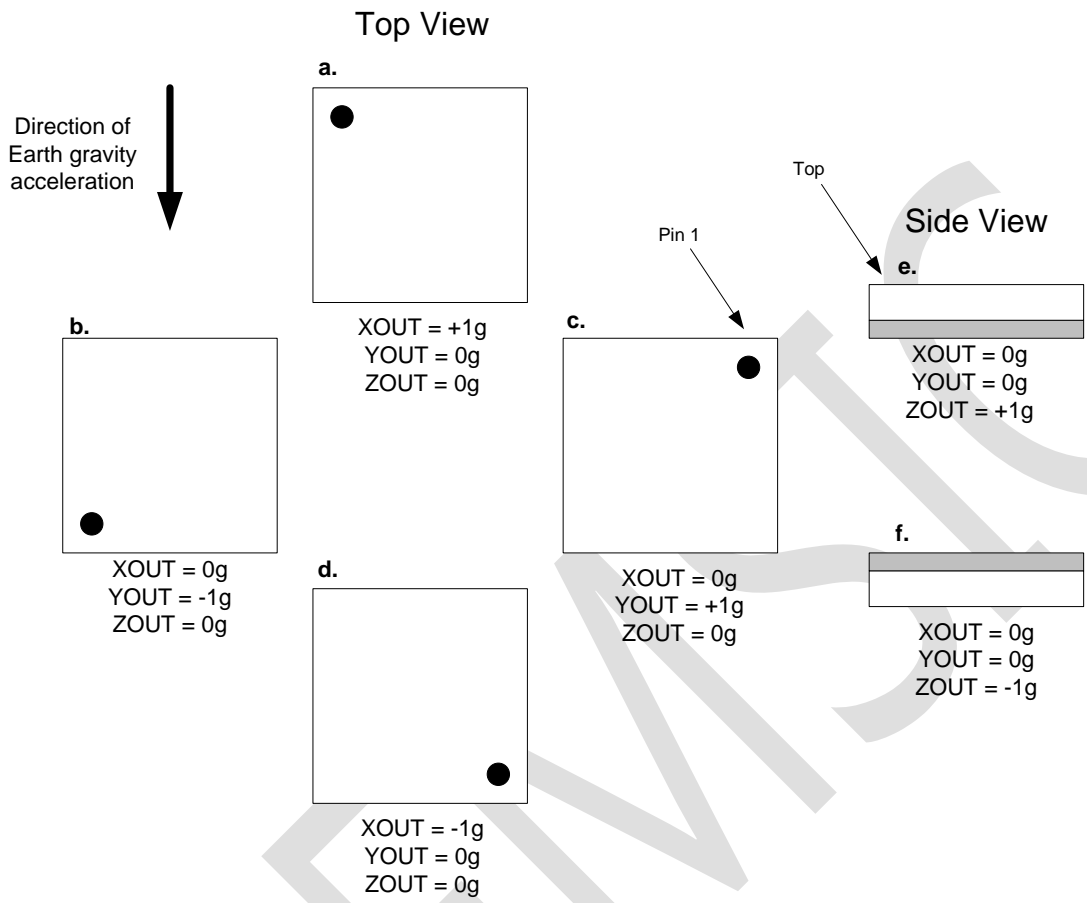 Top View
a.
Direction of
Earth gravity
acceleration
XOUT = +1g
YOUT = 0g
ZOUT = 0g
b.
XOUT = 0g
YOUT = -1g
ZOUT = 0g
Pin 1
c.
XOUT = 0g
YOUT = +1g
ZOUT = 0g
d.
XOUT = -1g
YOUT = 0g
ZOUT = 0g
Top
Side View
e.
XOUT = 0g
YOUT = 0g
ZOUT = +1g
f.
XOUT = 0g
YOUT = 0g
ZOUT = -1g